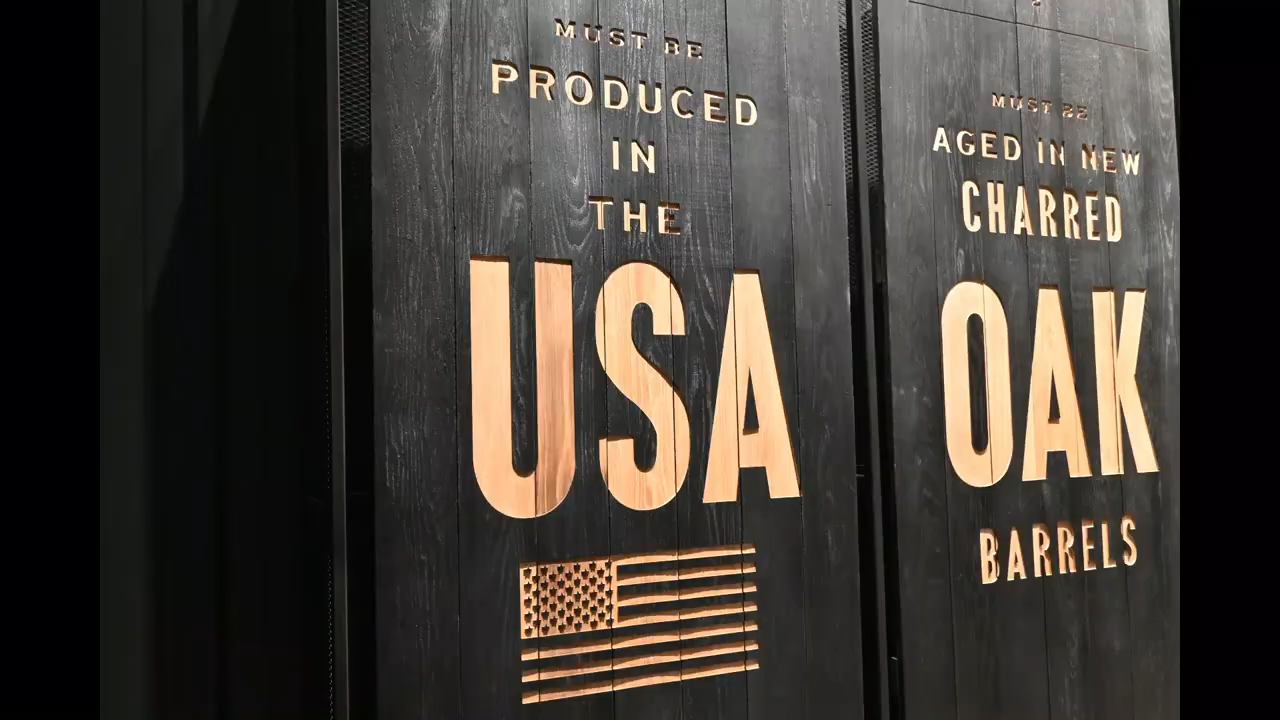 MUST BE
PRODUCED
IN
THE
USA
MUST BE
AGED IN NEW
CHARRED
OAK
BARRELS